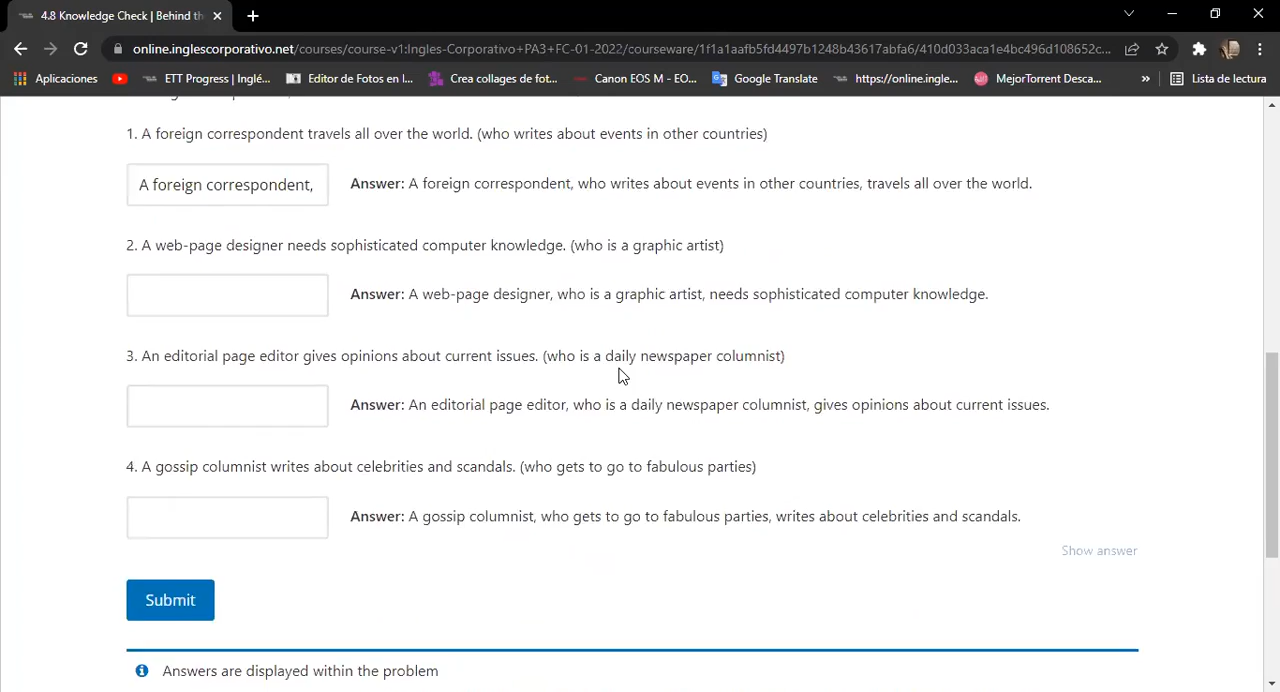 4.8 Knowledge Check | Behind th
online.inglescorporativo.net/courses/course-v1:Ingles-Corporativo+PA3+FC-01-2022/courseware/1f1a1aafb5fd4497b1248b43617abfa6/410d033aca1e4bc496d108652c...
Aplicaciones ETT Progress | Inglé... Editor de Fotos en l... Crea collages de fot... Canon EOS M - EO... Google Translate https://online.ingle... MejorTorrent Desca... » Lista de lectura
1. A foreign correspondent travels all over the world. (who writes about events in other countries)
A foreign correspondent, Answer: A foreign correspondent, who writes about events in other countries, travels all over the world.
2. A web-page designer needs sophisticated computer knowledge. (who is a graphic artist)
Answer: A web-page designer, who is a graphic artist, needs sophisticated computer knowledge.
3. An editorial page editor gives opinions about current issues. (who is a daily newspaper columnist)
Answer: An editorial page editor, who is a daily newspaper columnist, gives opinions about current issues.
4. A gossip columnist writes about celebrities and scandals. (who gets to go to fabulous parties)
Answer: A gossip columnist, who gets to go to fabulous parties, writes about celebrities and scandals.
Show answer
Submit
Answers are displayed within the problem